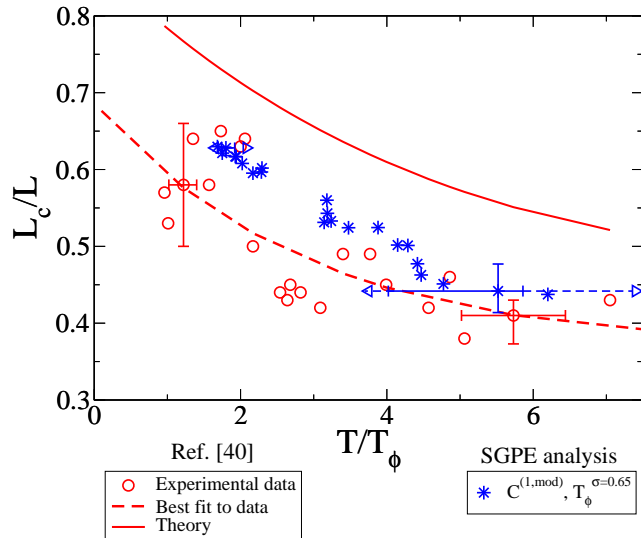 0.8
0.7
0.6
0.5
0.4
0.3
L_c/L
0 2 4 6
T/T_ϕ
Ref. [40]
Experimental data
Best fit to data
Theory
SGPE analysis
C^(1,mod), T_ϕ^σ=0.65